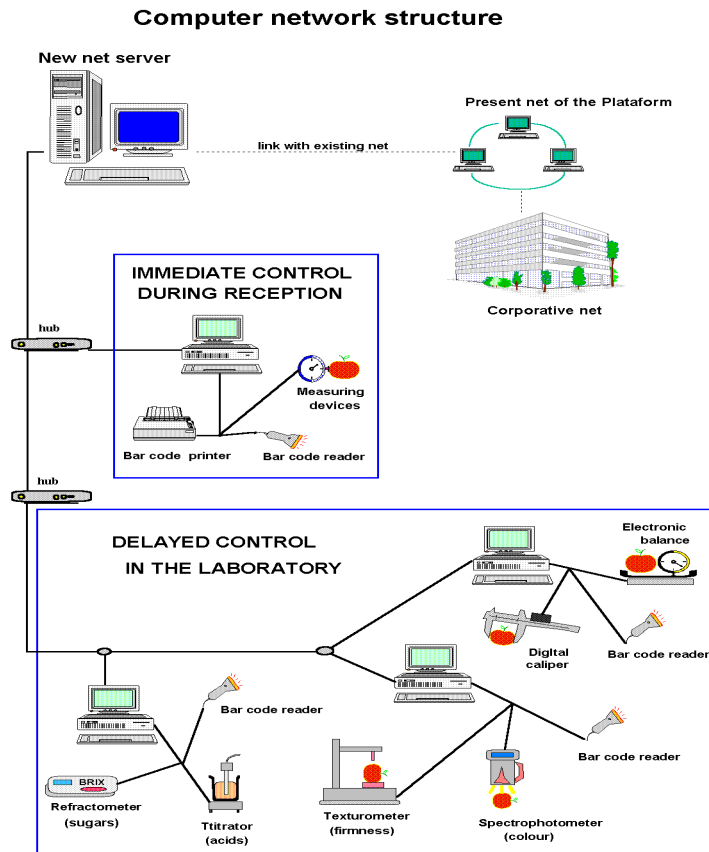 Computer network structure
New net server
Present net of the Plataform
link with existing net
Corporative net
IMMEDIATE CONTROL
DURING RECEPTION
hub
Measuring
devices
Bar code printer
Bar code reader
hub
DELAYED CONTROL
IN THE LABORATORY
Electronic
balance
Digital
caliper
Bar code reader
Bar code reader
Bar code reader
BRIX
Refractometer
(sugars)
Ttitrator
(acids)
Texturometer
(firmness)
Spectrophotometer
(colour)